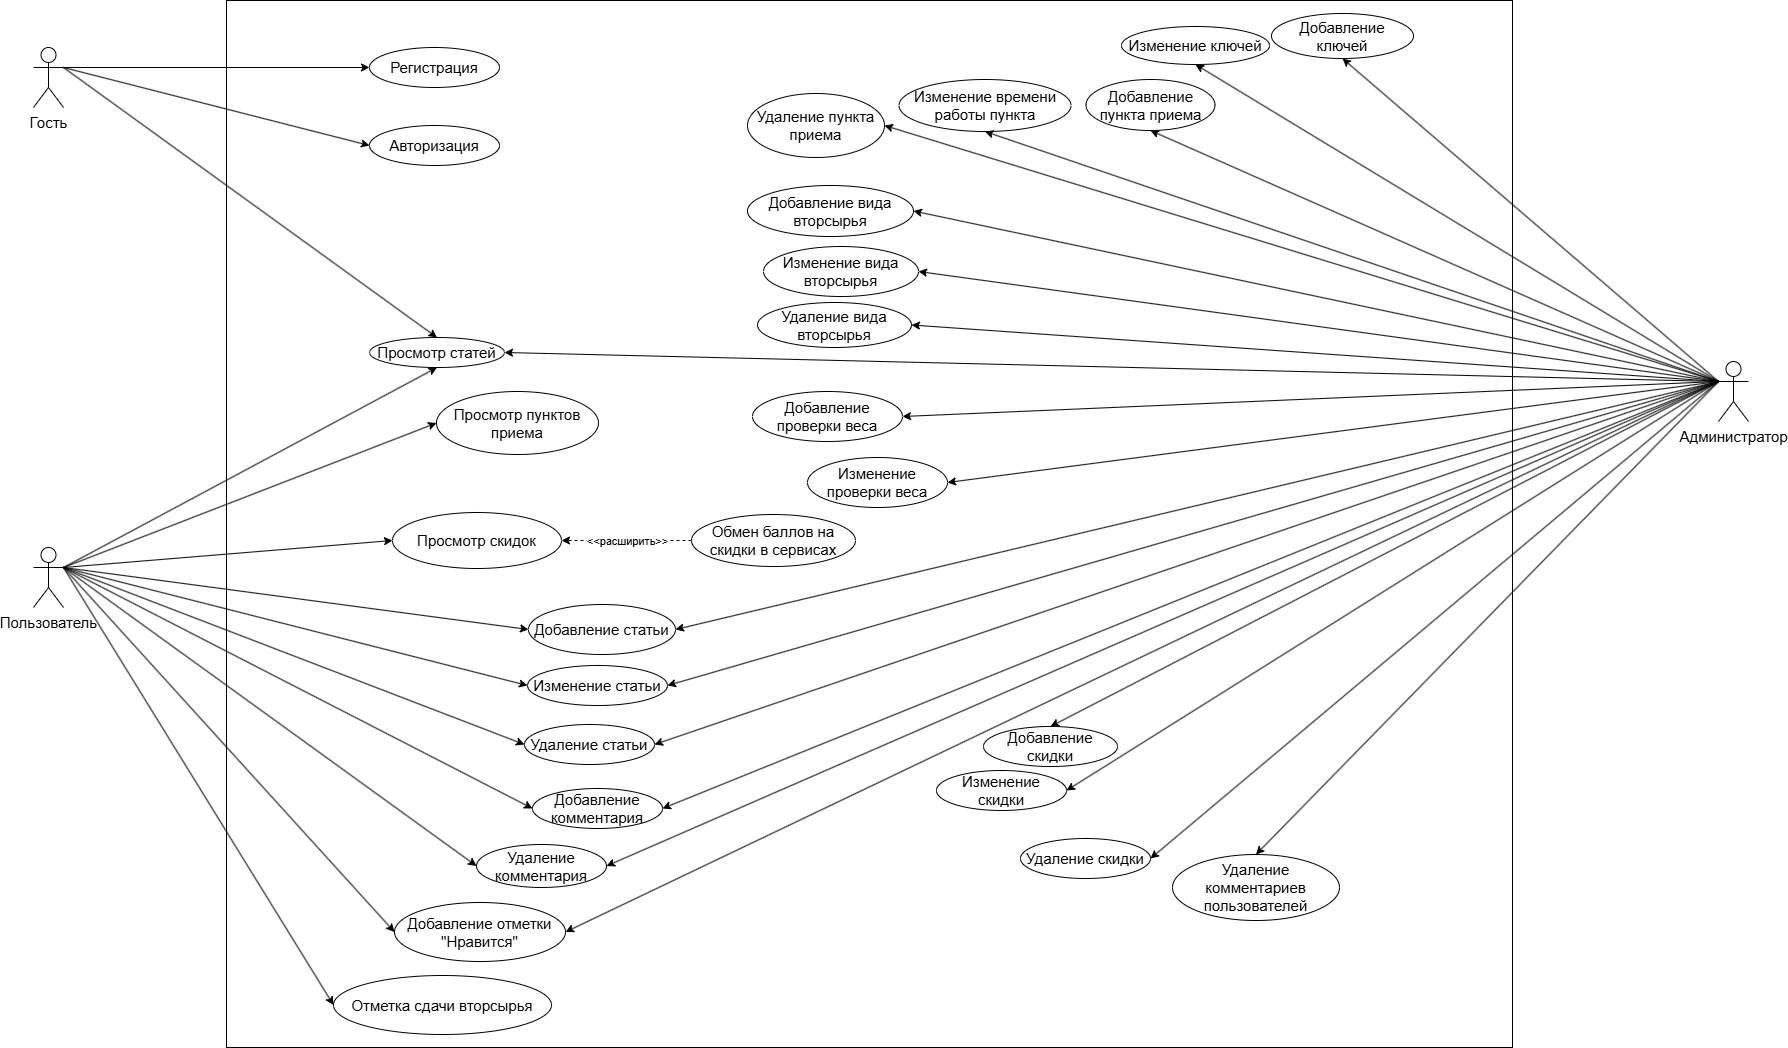 Добавление
ключей
Изменение ключей
Гость
Регистрация
Авторизация
Удаление пункта
приема
Изменение времени
работы пункта
Добавление
пункта приема
Добавление вида
вторсырья
Изменение вида
вторсырья
Удаление вида
вторсырья
Просмотр статей
Просмотр пунктов
приема
Добавление
проверки веса
Администратор
Изменение
проверки веса
Просмотр скидок
<<расширить>>
Обмен баллов на
скидки в сервисах
Пользователь
Добавление статьи
Изменение статьи
Удаление статьи
Добавление
скидки
Изменение
скидки
Добавление
комментария
Удаление
комментария
Удаление скидки
Удаление
комментариев
пользователей
Добавление отметки
"Нравится"
Отметка сдачи вторсырья